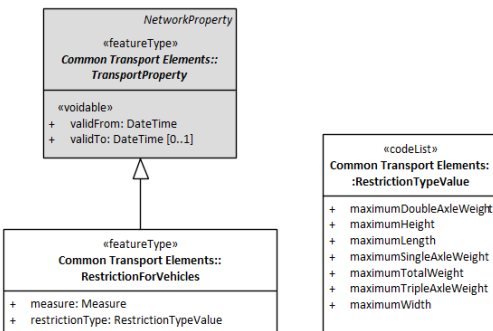 NetworkProperty
«featureType»
Common Transport Elements::
TransportProperty
«voidable»
+ validFrom: DateTime
+ validTo: DateTime [0..1]
«featureType»
Common Transport Elements::
RestrictionForVehicles
+ measure: Measure
+ restrictionType: RestrictionTypeValue
«codeList»
Common Transport Elements:
:RestrictionTypeValue
+ maximumDoubleAxleWeight
+ maximumHeight
+ maximumLength
+ maximumSingleAxleWeight
+ maximumTotalWeight
+ maximumTripleAxleWeight
+ maximumWidth